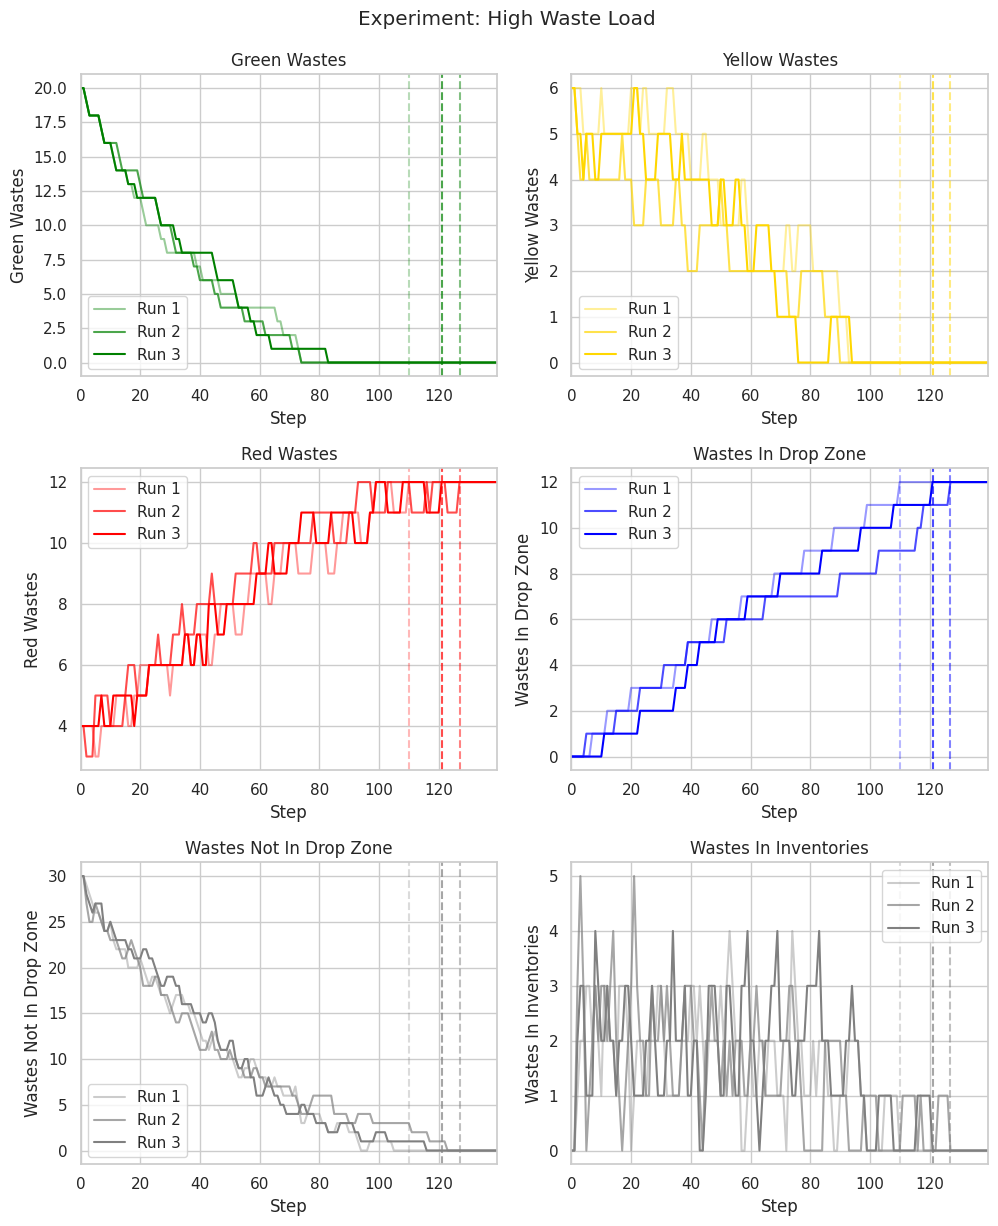 Experiment: High Waste Load
Green Wastes
Green Wastes
20.0
17.5
15.0
12.5
10.0
7.5
5.0
2.5
0.0
Run 1
Run 2
Run 3
0 20 40 60 80 100 120
Step
Yellow Wastes
Yellow Wastes
6
5
4
3
2
1
0
Run 1
Run 2
Run 3
0 20 40 60 80 100 120
Step
Red Wastes
Red Wastes
12
10
8
6
4
Run 1
Run 2
Run 3
0 20 40 60 80 100 120
Step
Wastes In Drop Zone
Wastes In Drop Zone
12
10
8
6
4
2
0
Run 1
Run 2
Run 3
0 20 40 60 80 100 120
Step
Wastes Not In Drop Zone
Wastes Not In Drop Zone
30
25
20
15
10
5
0
Run 1
Run 2
Run 3
0 20 40 60 80 100 120
Step
Wastes In Inventories
Wastes In Inventories
5
4
3
2
1
0
Run 1
Run 2
Run 3
0 20 40 60 80 100 120
Step